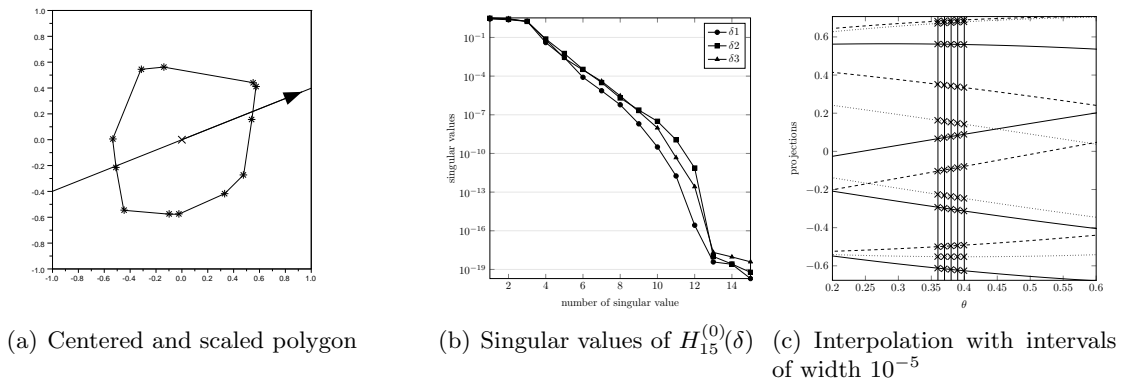 1.0
0.8
0.6
0.4
0.2
0.0
-0.2
-0.4
-0.6
-0.8
-1.0
-1.0 -0.8 -0.6 -0.4 -0.2 0.0 0.2 0.4 0.6 0.8 1.0
(a) Centered and scaled polygon
singular values
10^{-1}
10^{-4}
10^{-7}
10^{-10}
10^{-13}
10^{-16}
10^{-19}
δ1
δ2
δ3
2 4 6 8 10 12 14
number of singular value
(b) Singular values of H_{15}^{(0)}(δ)
projections
0.6
0.4
0.2
0
−0.2
−0.4
−0.6
0.2 0.25 0.3 0.35 0.4 0.45 0.5 0.55 0.6
θ
(c) Interpolation with intervals
of width 10^{−5}